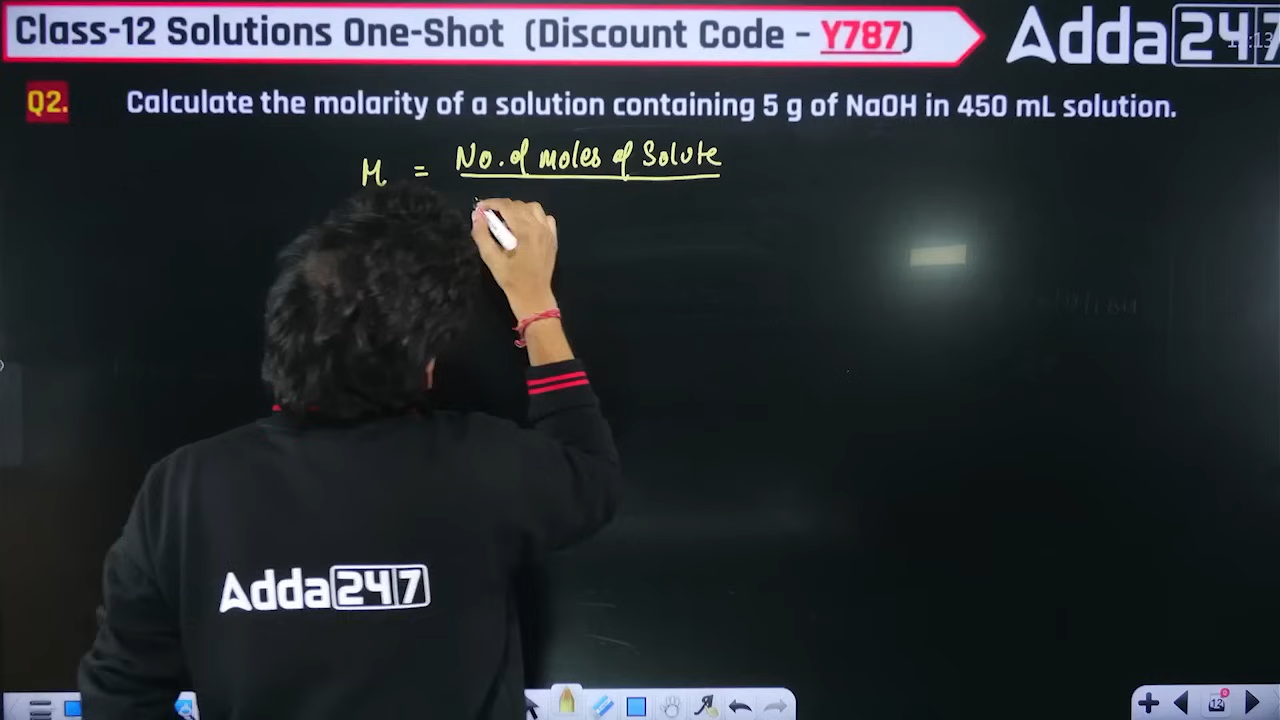 Class-12 Solutions One-Shot (Discount Code - Y787)
Adda247
Q2. Calculate the molarity of a solution containing 5 g of NaOH in 450 mL solution.
M = No. of moles of Solute
Adda247